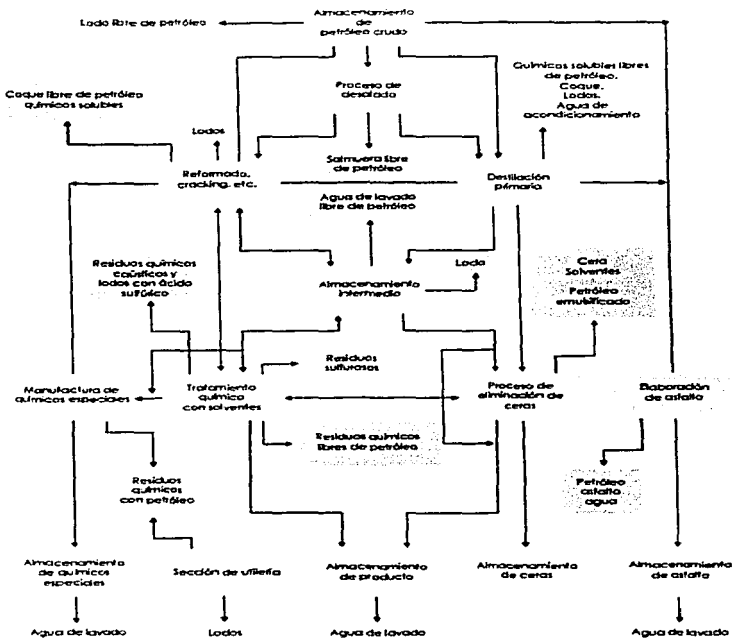 Lodo libre de petróleo
Almacenamiento
de
petróleo crudo
Proceso de
desalado
Químicos solubles libres
de petróleo.
Coque.
Lodos.
Agua de
acondicionamiento
Coque libre de petróleo
químicos solubles
Lodos
Reformado,
cracking, etc.
Salmuera libre
de petróleo
Agua de lavado
libre de petróleo
Destilación
primaria
Residuos químicos
caústicos y
lodos con ácido
sulfúrico
Almacenamiento
intermedio
Lodo
Cera
Solventes
Petróleo
emulsificado
Residuos
sulfurosos
Manufactura de
químicos especiales
Tratamiento
químico
con solventes
Proceso de
eliminación de
ceras
Elaboración
de asfalto
Residuos químicos
libres de petróleo
Residuos
químicos
con petróleo
Petróleo
asfalto
agua
Almacenamiento
de químicos
especiales
Sección de utilería
Almacenamiento
de producto
Almacenamiento
de ceras
Almacenamiento
de asfalto
Agua de lavado
Lodos
Agua de lavado
Agua de lavado